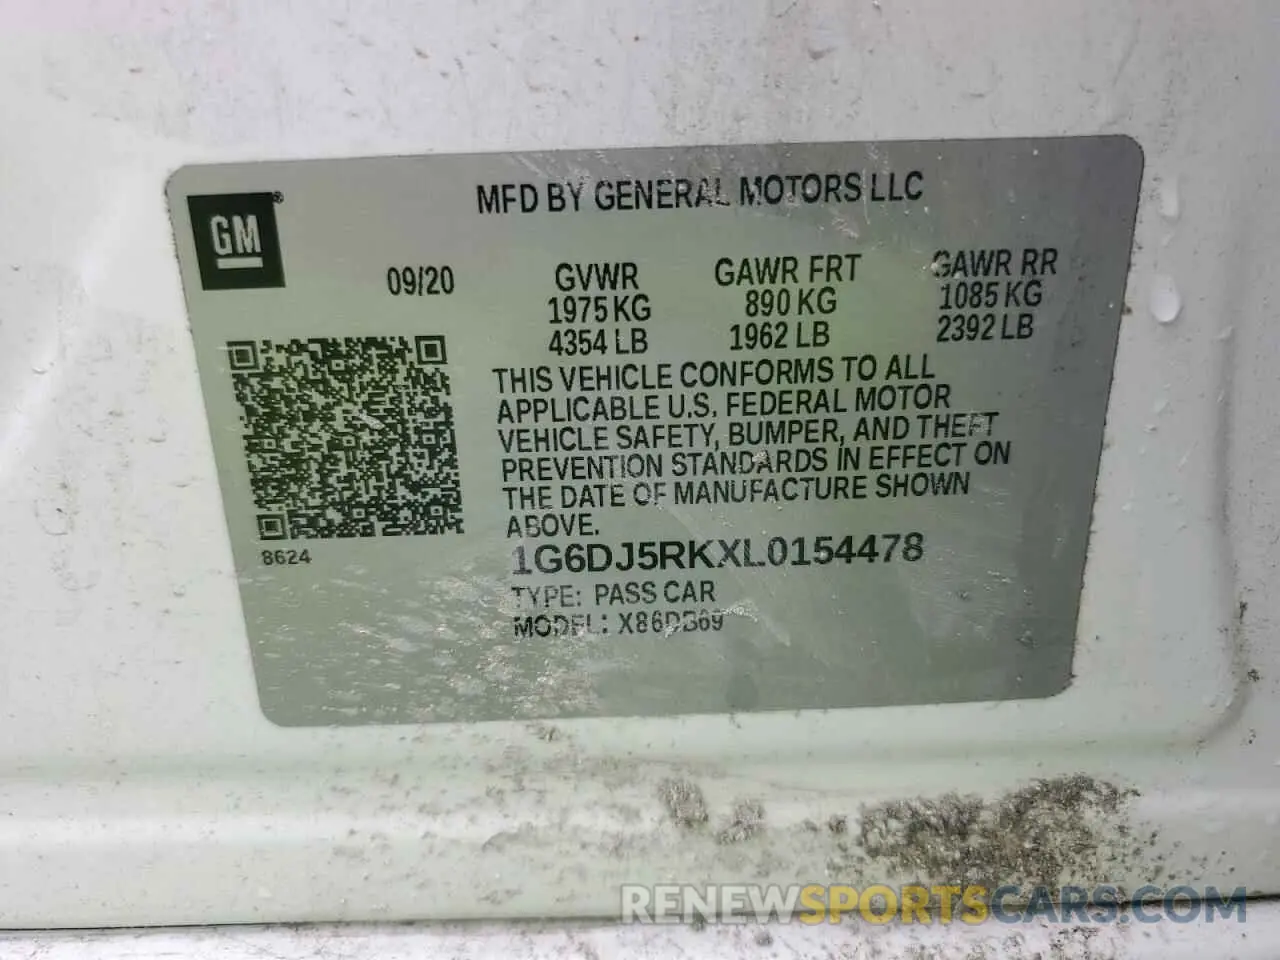 MFD BY GENERAL MOTORS LLC
GM®
09/20
GVWR GAWR FRT GAWR RR
1975 KG 890 KG 1085 KG
4354 LB 1962 LB 2392 LB
THIS VEHICLE CONFORMS TO ALL
APPLICABLE U.S. FEDERAL MOTOR
VEHICLE SAFETY, BUMPER, AND THEFT
PREVENTION STANDARDS IN EFFECT ON
THE DATE OF MANUFACTURE SHOWN
ABOVE.
8624
1G6DJ5RKXL0154478
TYPE: PASS CAR
MODEL: X86DB69
RENEWSPORTSCARS.COM